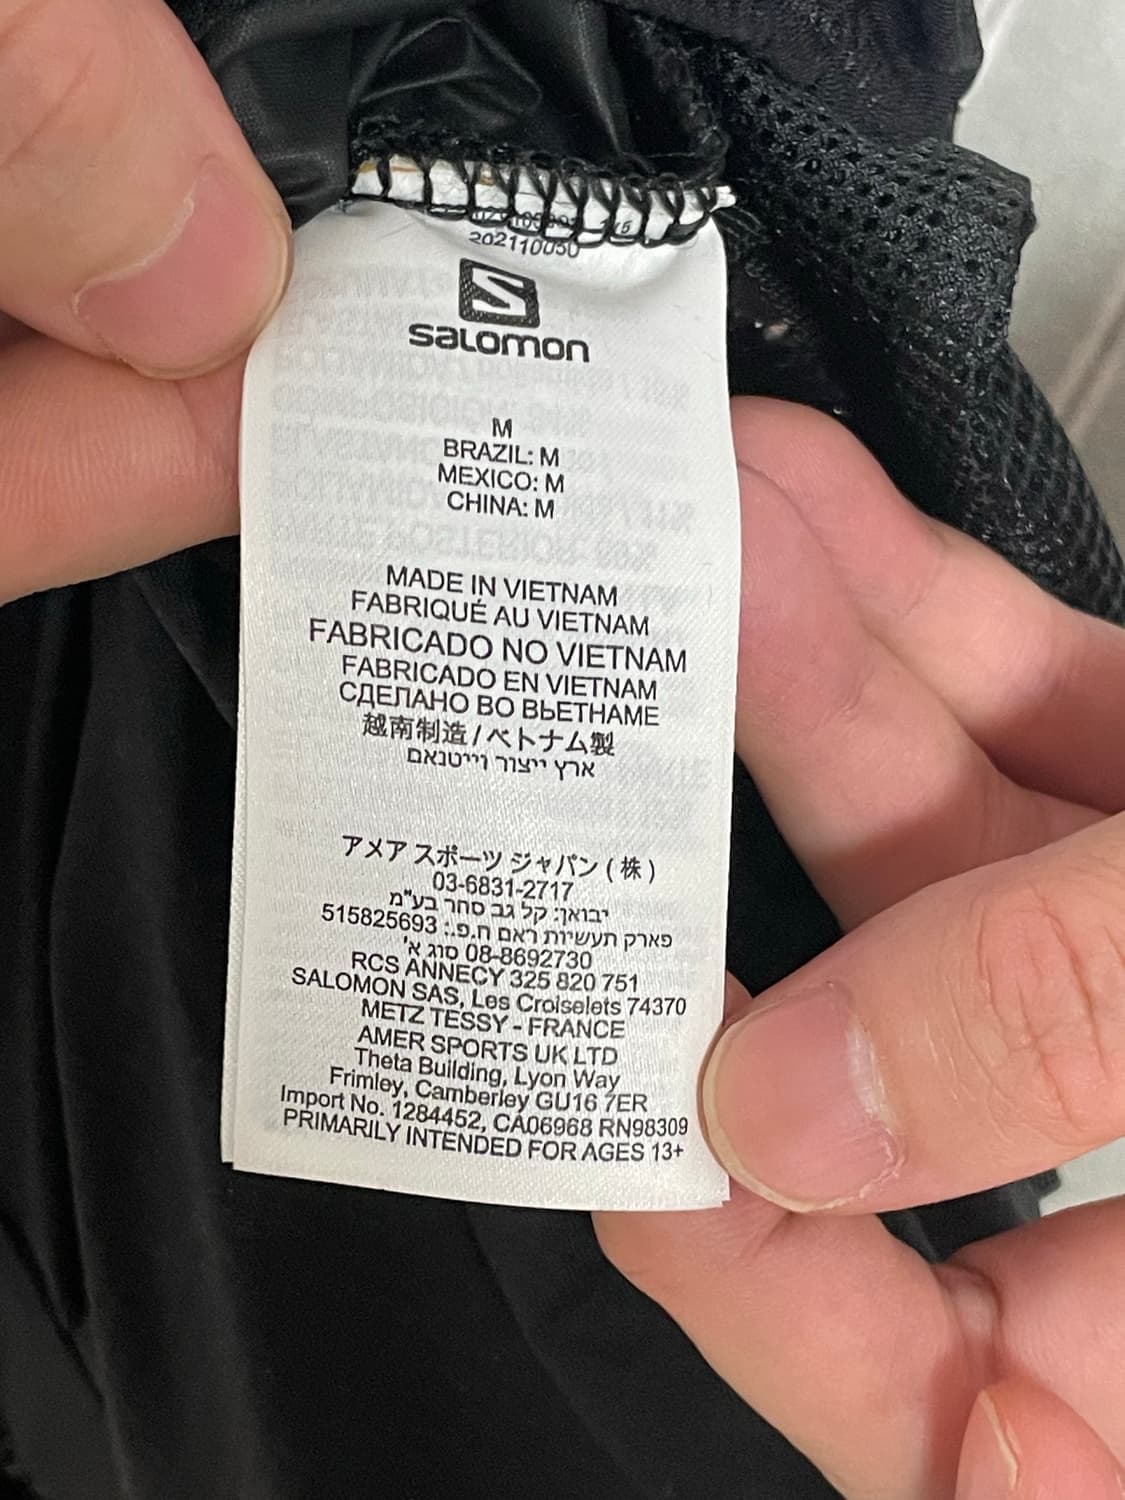 202110050
salomon
M
BRAZIL: M
MEXICO: M
CHINA: M
MADE IN VIETNAM
FABRIQUÉ AU VIETNAM
FABRICADO NO VIETNAM
FABRICADO EN VIETNAM
СДЕЛАНО ВО ВЬЕТНАМЕ
越南制造 / ベトナム製
ארץ ייצור וייטנאם
アメア スポーツ ジャパン ( 株 )
03-6831-2717
יבואן: קל גב סחר בע"מ
פארק תעשיות ראם ח.פ.: 515825693
08-8692730 סוג א'
RCS ANNECY 325 820 751
SALOMON SAS, Les Croiselets 74370
METZ TESSY - FRANCE
AMER SPORTS UK LTD
Theta Building, Lyon Way
Frimley, Camberley GU16 7ER
Import No. 1284452, CA06968 RN98309
PRIMARILY INTENDED FOR AGES 13+